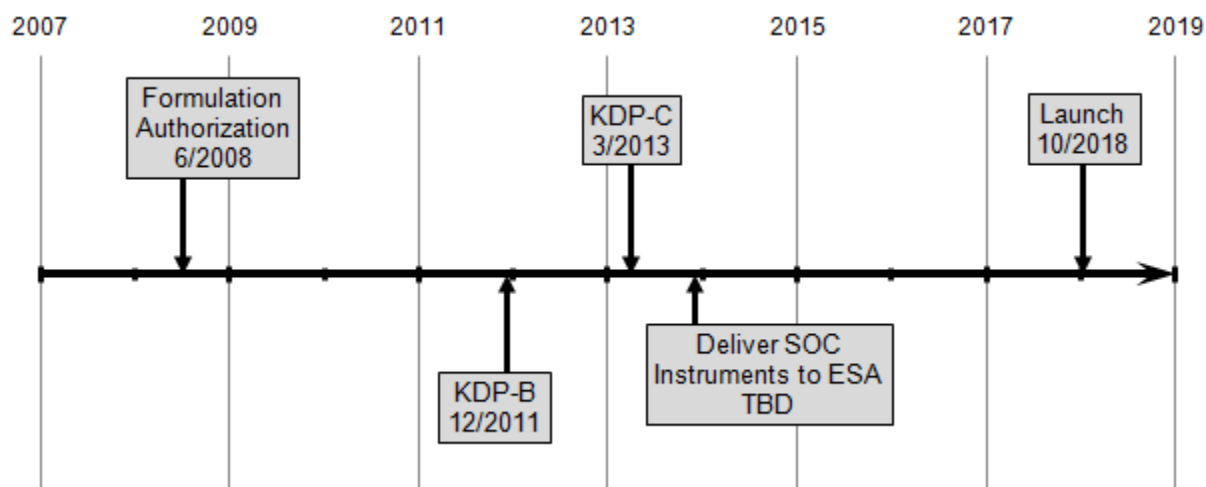 2007 2009 2011 2013 2015 2017 2019
Formulation
Authorization
6/2008
KDP-C
3/2013
Launch
10/2018
KDP-B
12/2011
Deliver SOC
Instruments to ESA
TBD